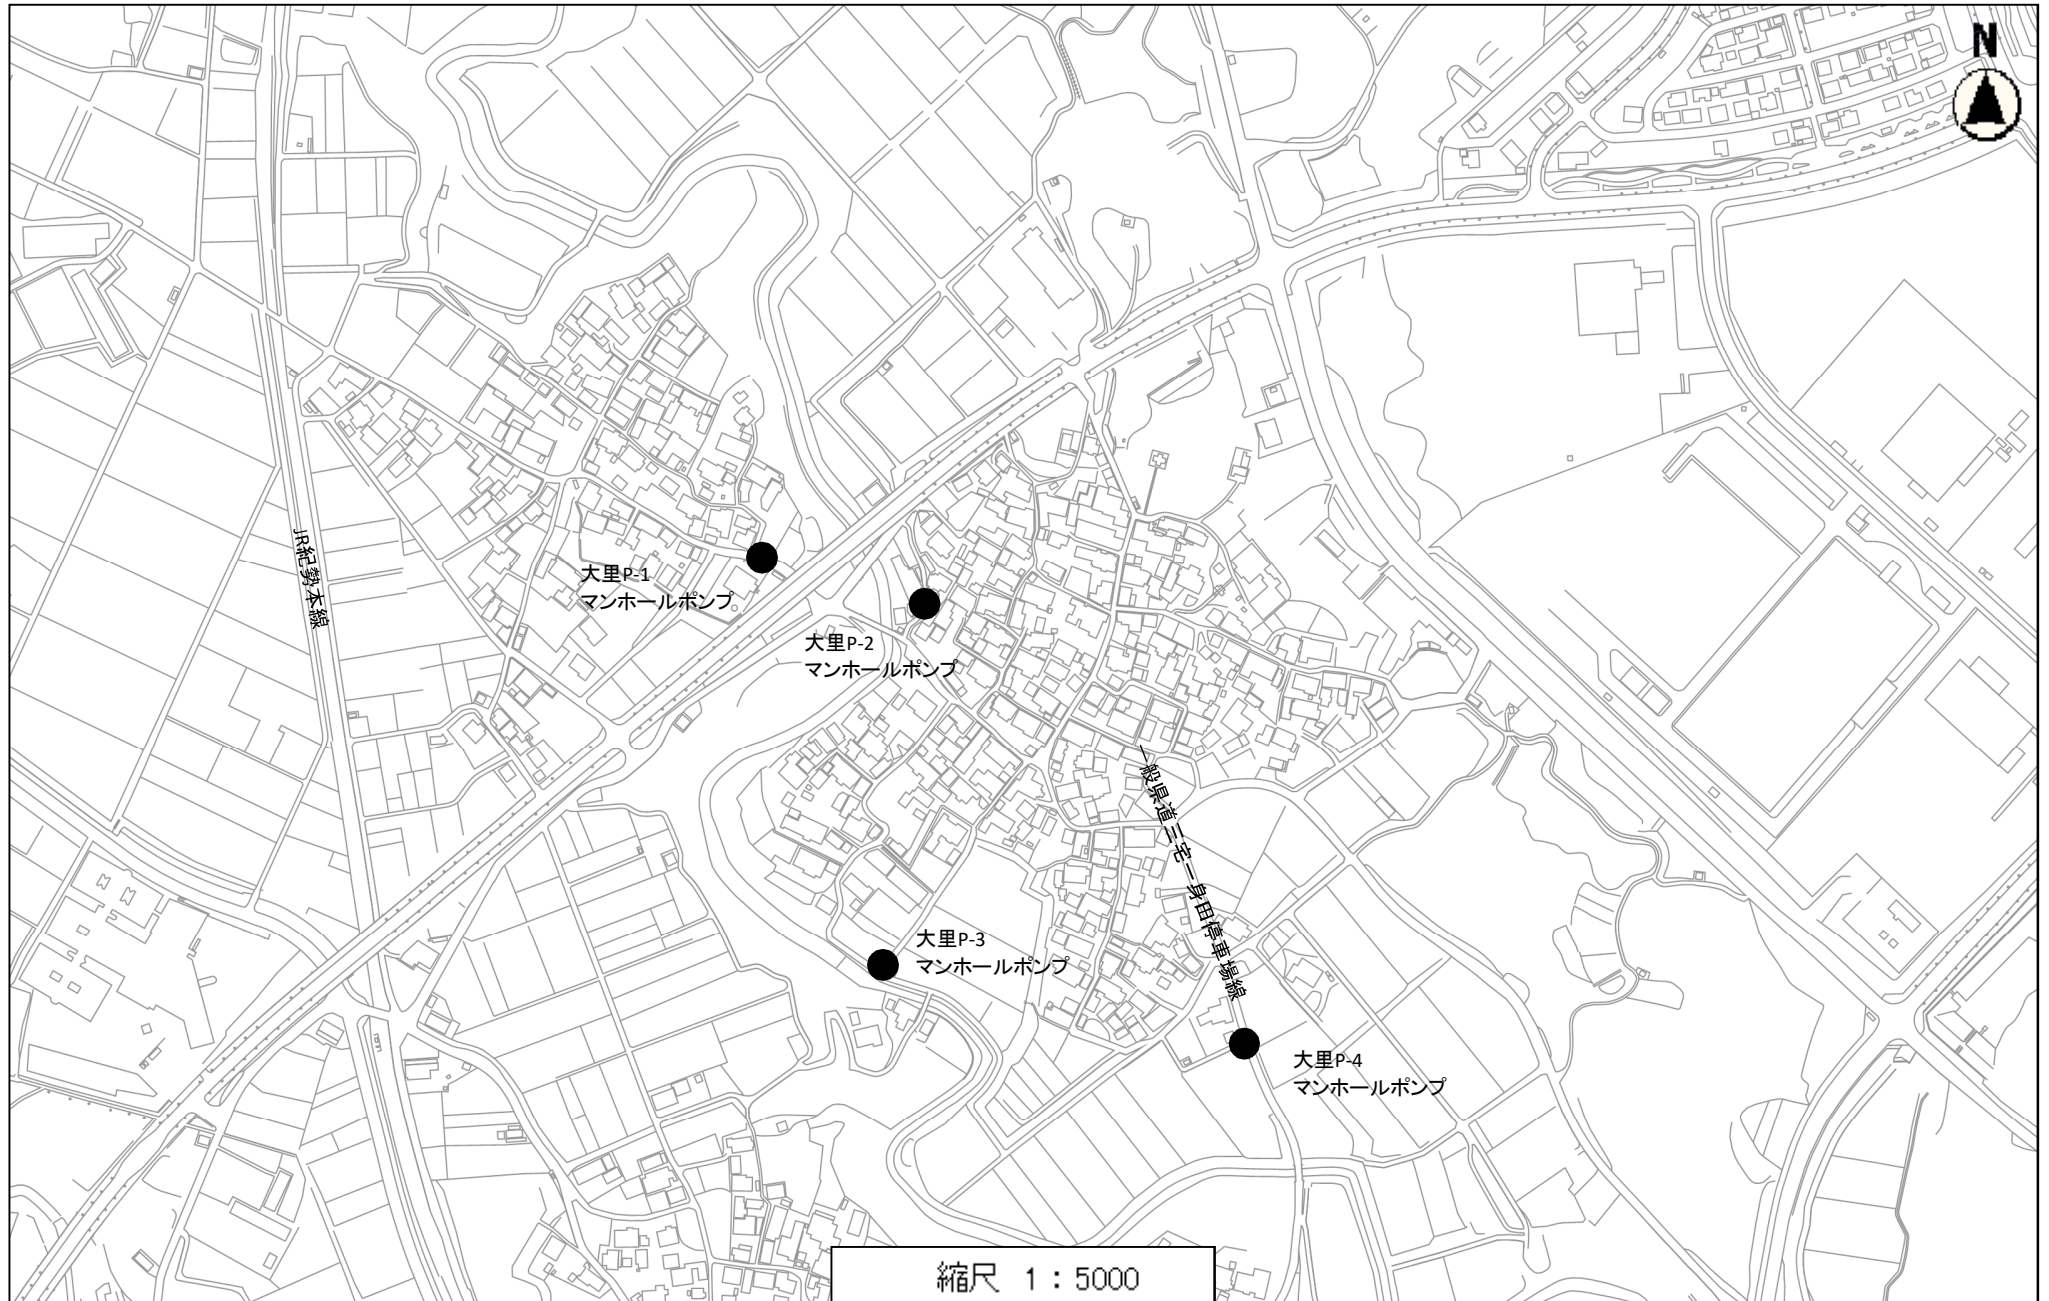 N
JR紀勢本線
大里P-1
マンホールポンプ
大里P-2
マンホールポンプ
一般県道三宅一身田停車場線
大里P-3
マンホールポンプ
大里P-4
マンホールポンプ
縮尺 1：5000